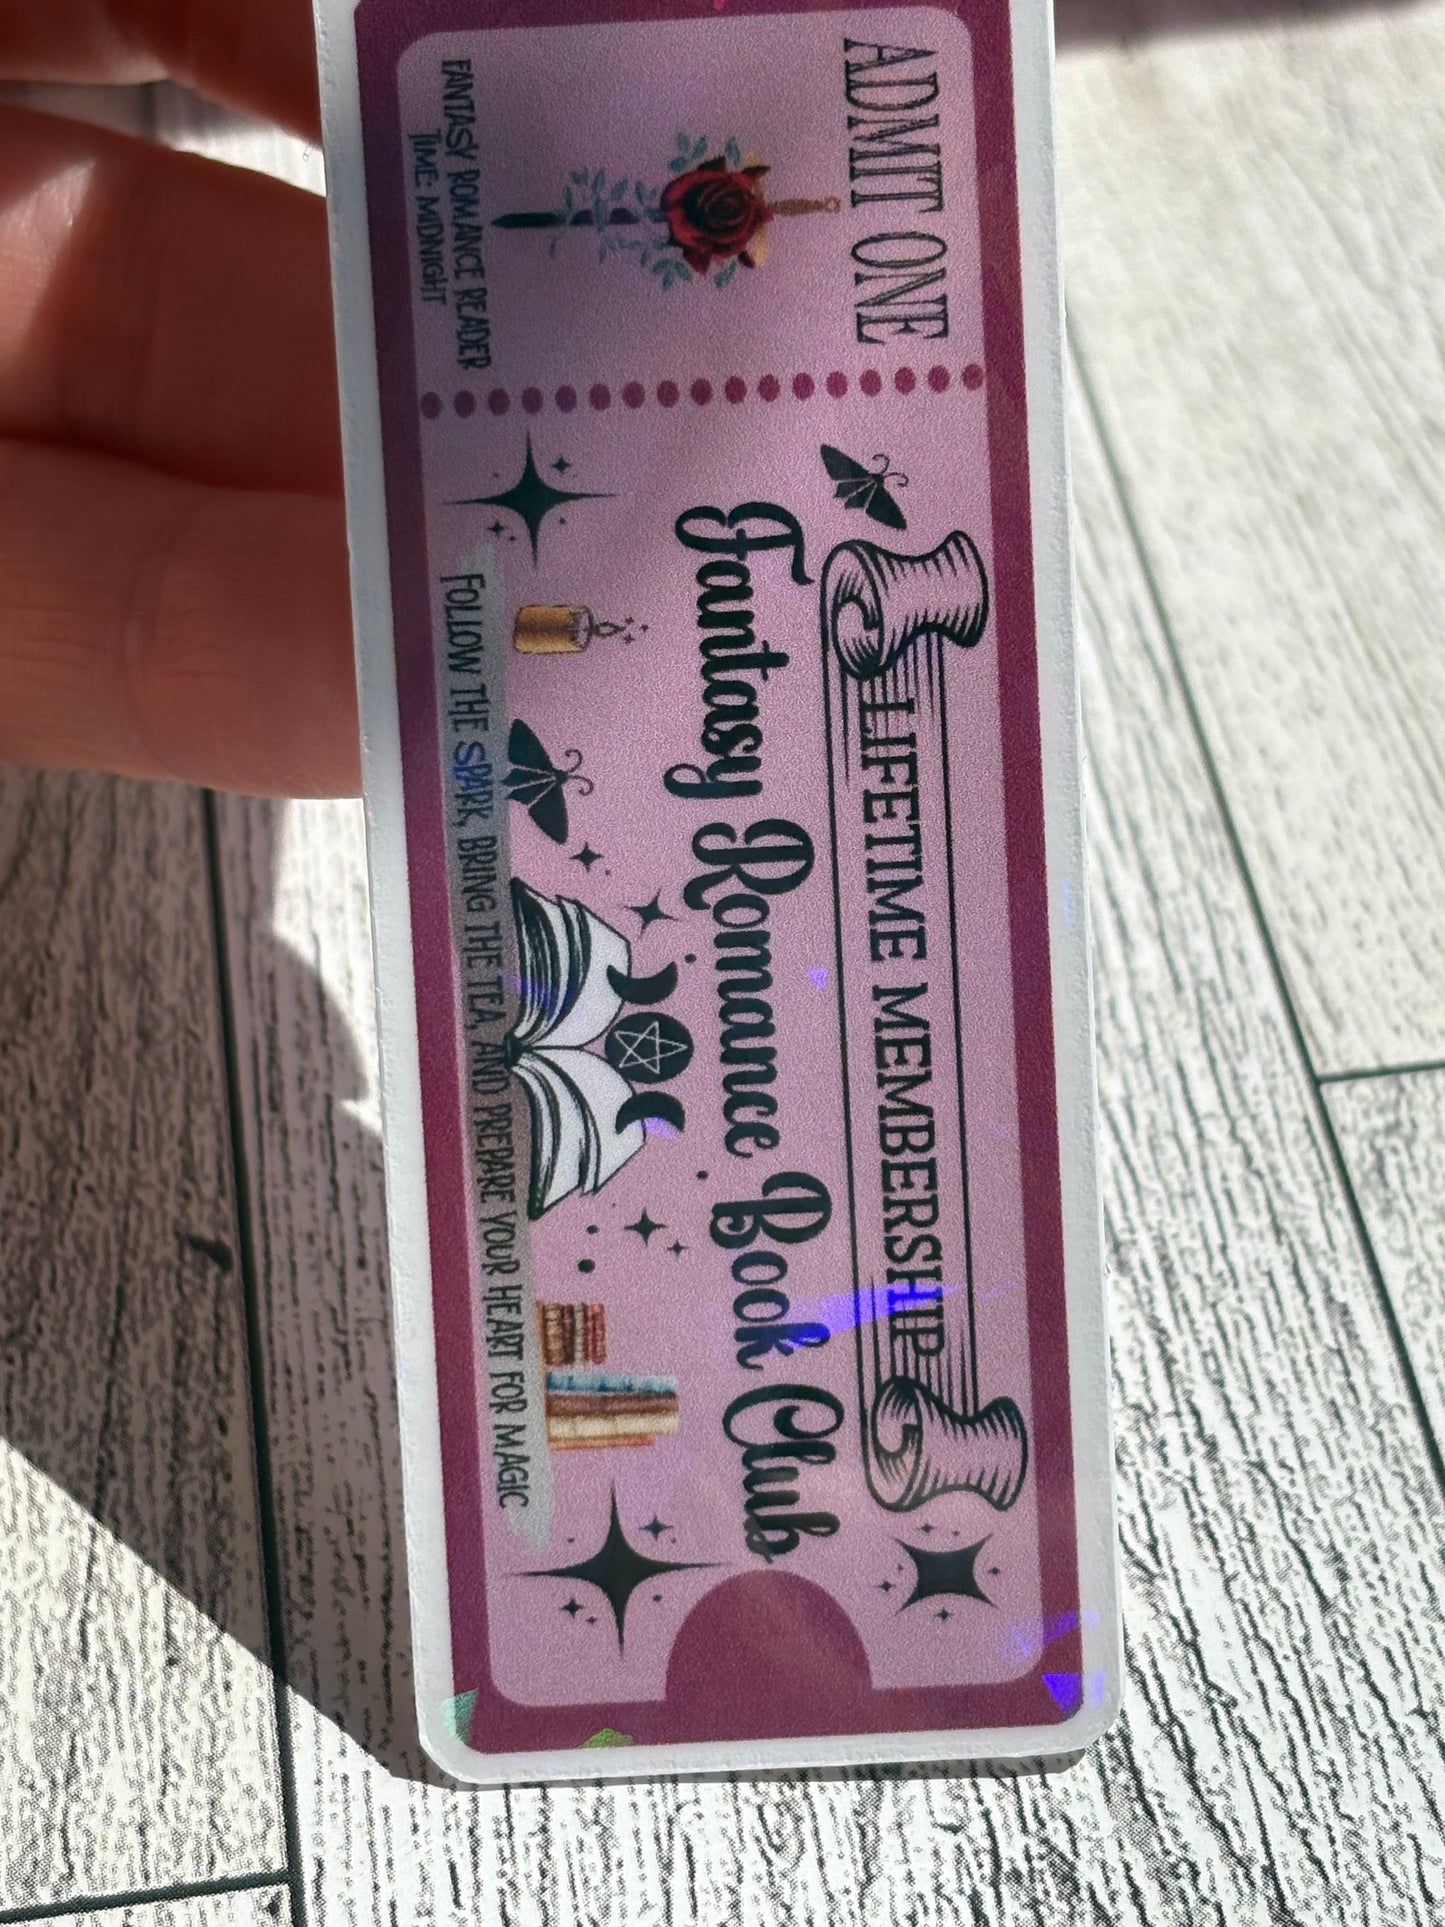 ADMIT ONE
FANTASY ROMANCE READER
TIME: MIDNIGHT
LIFETIME MEMBERSHIP
Fantasy Romance Book Club
FOLLOW THE SPARK, BRING THE TEA, AND PREPARE YOUR HEART FOR MAGIC